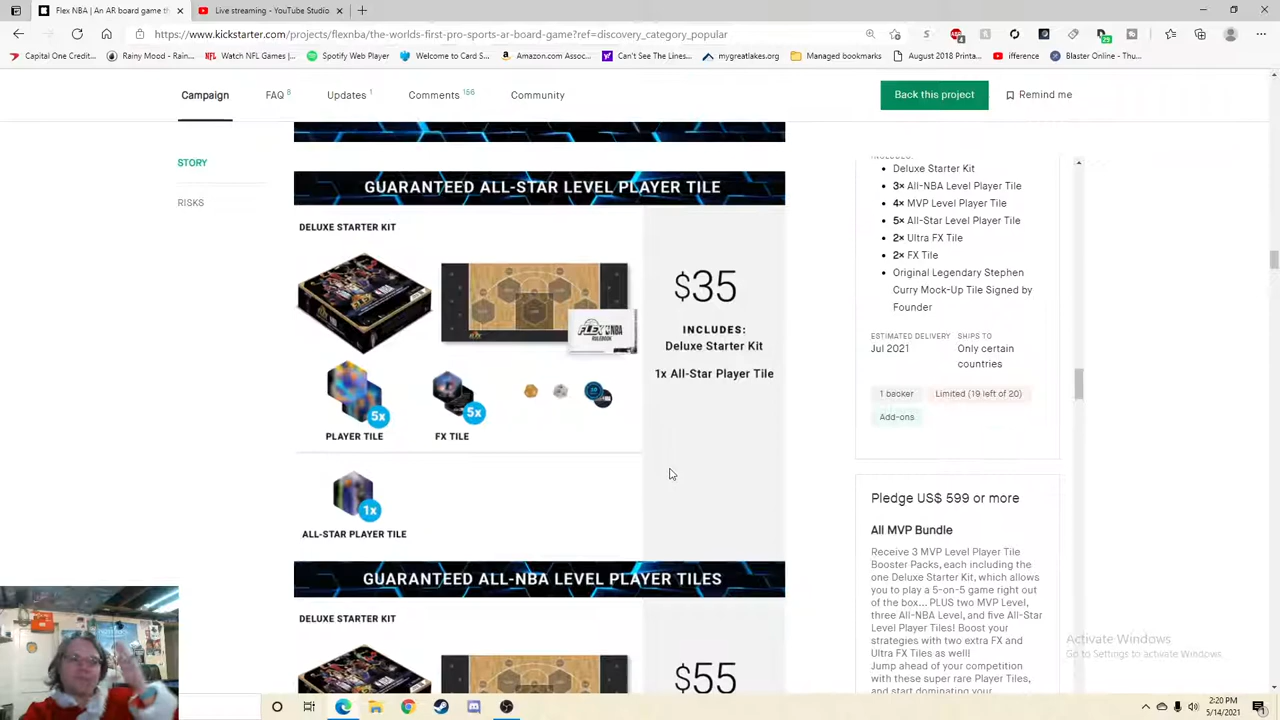 Flex NBA | An AR board game th
Live streaming - YouTube Studio
https://www.kickstarter.com/projects/flexnba/the-worlds-first-pro-sports-ar-board-game?ref=discovery_category_popular
Capital One Credit
Rainy Mood - Rain...
Watch NFL Games |...
Spotify Web Player
Welcome to Card S...
Amazon.com Assoc...
Can't See The Lines...
mygreatlakes.org
Managed bookmarks
August 2018 Printa...
ifference
Blaster Online - Thu...
Campaign
FAQ 8
Updates 1
Comments 156
Community
Back this project
Remind me
STORY
RISKS
GUARANTEED ALL-STAR LEVEL PLAYER TILE
DELUXE STARTER KIT
FLEX NBA
RULEBOOK
$35
INCLUDES:
Deluxe Starter Kit
1x All-Star Player Tile
5x
PLAYER TILE
5x
FX TILE
1x
ALL-STAR PLAYER TILE
GUARANTEED ALL-NBA LEVEL PLAYER TILES
DELUXE STARTER KIT
$55
INCLUDES:
Deluxe Starter Kit
3× All-NBA Level Player Tile
4× MVP Level Player Tile
5× All-Star Level Player Tile
2× Ultra FX Tile
2× FX Tile
Original Legendary Stephen
Curry Mock-Up Tile Signed by
Founder
ESTIMATED DELIVERY
Jul 2021
SHIPS TO
Only certain
countries
1 backer
Limited (19 left of 20)
Add-ons
Pledge US$ 599 or more
All MVP Bundle
Receive 3 MVP Level Player Tile
Booster Packs, each including the
one Deluxe Starter Kit, which allows
you to play a 5-on-5 game right out
of the box... PLUS two MVP Level,
three All-NBA Level, and five All-Star
Level Player Tiles! Boost your
strategies with two extra FX and
Ultra FX Tiles as well!
Jump ahead of your competition
with these super rare Player Tiles,
and start dominating your
Activate Windows
Go to Settings to activate Windows.
2:20 PM
5/14/2021